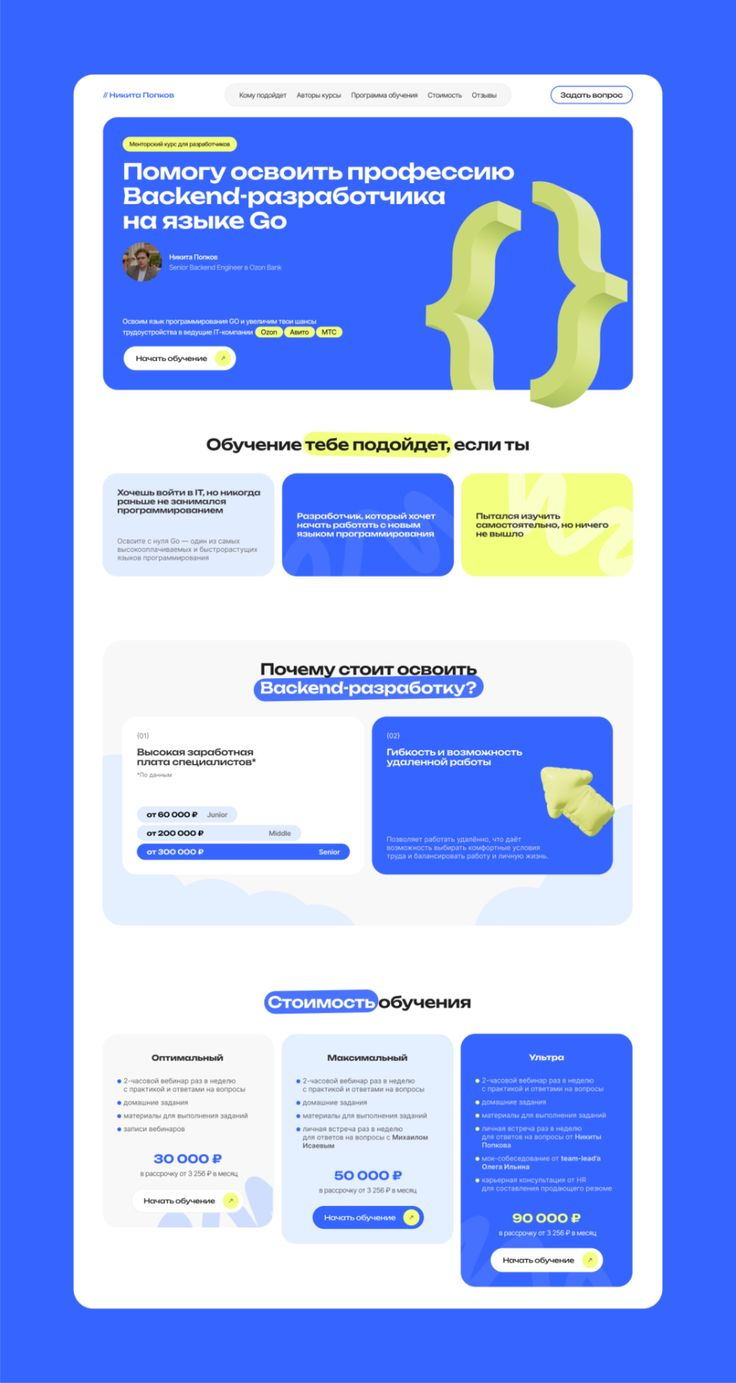 // Никита Попков
Кому подойдет
Авторы курсы
Программа обучения
Стоимость
Отзывы
Задать вопрос
Менторский курс для разработчиков
Помогу освоить профессию
Backend-разработчика
на языке Go
Никита Попков
Senior Backend Engineer в Ozon Bank
Освоим язык программирования GO и увеличим твои шансы
трудоустройства в ведущие IT-компании Ozon Авито МТС
Начать обучение
Обучение тебе подойдет, если ты
Хочешь войти в IT, но никогда
раньше не занимался
программированием
Освоите с нуля Go — один из самых
высокооплачиваемых и быстрорастущих
языков программирования
Разработчик, который хочет
начать работать с новым
языком программирования
Пытался изучить
самостоятельно, но ничего
не вышло
Почему стоит освоить
Backend-разработку?
(01)
Высокая заработная
плата специалистов*
*По данным
от 60 000 ₽ Junior
от 200 000 ₽ Middle
от 300 000 ₽ Senior
(02)
Гибкость и возможность
удаленной работы
Позволяет работать удалённо, что даёт
возможность выбирать комфортные условия
труда и балансировать работу и личную жизнь.
Стоимость обучения
Оптимальный
2-часовой вебинар раз в неделю
с практикой и ответами на вопросы
домашние задания
материалы для выполнения заданий
записи вебинаров
30 000 ₽
в рассрочку от 3 256 ₽ в месяц
Начать обучение
Максимальный
2-часовой вебинар раз в неделю
с практикой и ответами на вопросы
домашние задания
материалы для выполнения заданий
личная встреча раз в неделю
для ответов на вопросы с Михаилом
Исаевым
50 000 ₽
в рассрочку от 3 256 ₽ в месяц
Начать обучение
Ультра
2-часовой вебинар раз в неделю
с практикой и ответами на вопросы
домашние задания
материалы для выполнения заданий
личная встреча раз в неделю
для ответов на вопросы от Никиты
Попкова
мок-собеседование от team-lead'а
Олега Ильина
карьерная консультация от HR
для составления продающего резюме
90 000 ₽
в рассрочку от 3 256 ₽ в месяц
Начать обучение